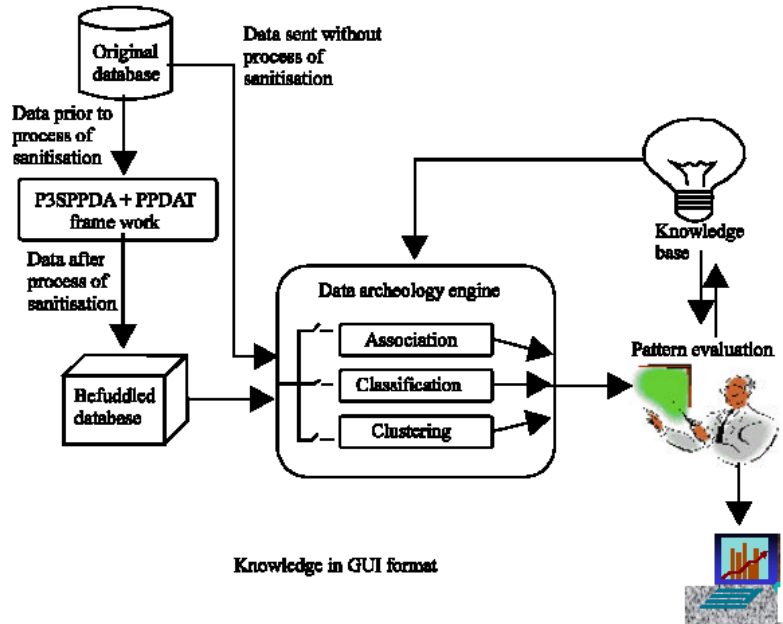 Original
database
Data sent without
process of
sanitisation
Data prior to
process of
sanitisation
P3SPPDA + PPDAT
frame work
Data after
process of
sanitisation
Befuddled
database
Data archeology engine
Association
Classification
Clustering
Knowledge
base
Pattern evaluation
Knowledge in GUI format